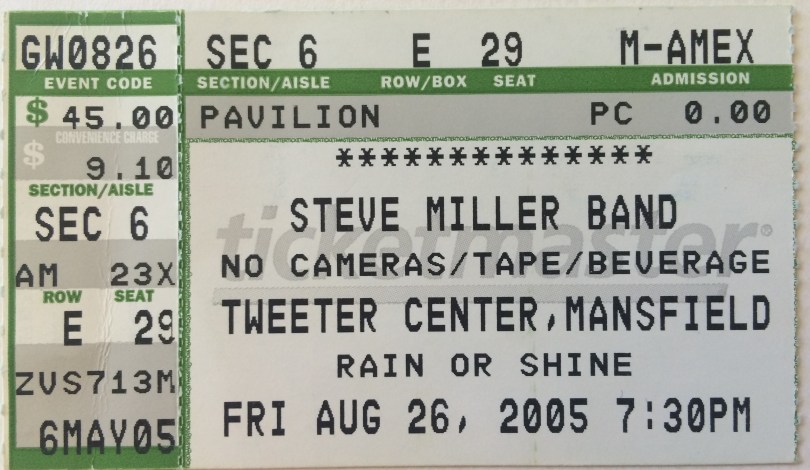 GW0826
EVENT CODE
$ 45.00
CONVENIENCE CHARGE
$ 9.10
SECTION/AISLE
SEC 6
AM 23X
ROW SEAT
E 29
ZVS713M
6MAY05
SEC 6 E 29 M-AMEX
SECTION/AISLE ROW/BOX SEAT ADMISSION
PAVILION PC 0.00
**************
STEVE MILLER BAND
ticketmaster®
NO CAMERAS/TAPE/BEVERAGE
TWEETER CENTER,MANSFIELD
RAIN OR SHINE
FRI AUG 26, 2005 7:30PM